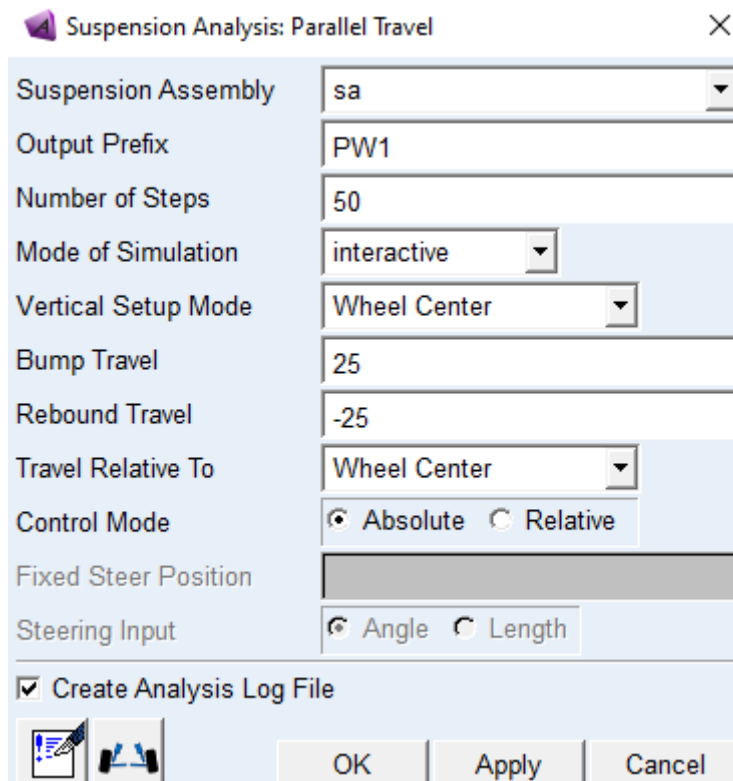 Suspension Analysis: Parallel Travel
Suspension Assembly sa
Output Prefix PW1
Number of Steps 50
Mode of Simulation interactive
Vertical Setup Mode Wheel Center
Bump Travel 25
Rebound Travel -25
Travel Relative To Wheel Center
Control Mode Absolute Relative
Fixed Steer Position
Steering Input Angle Length
Create Analysis Log File
OK Apply Cancel